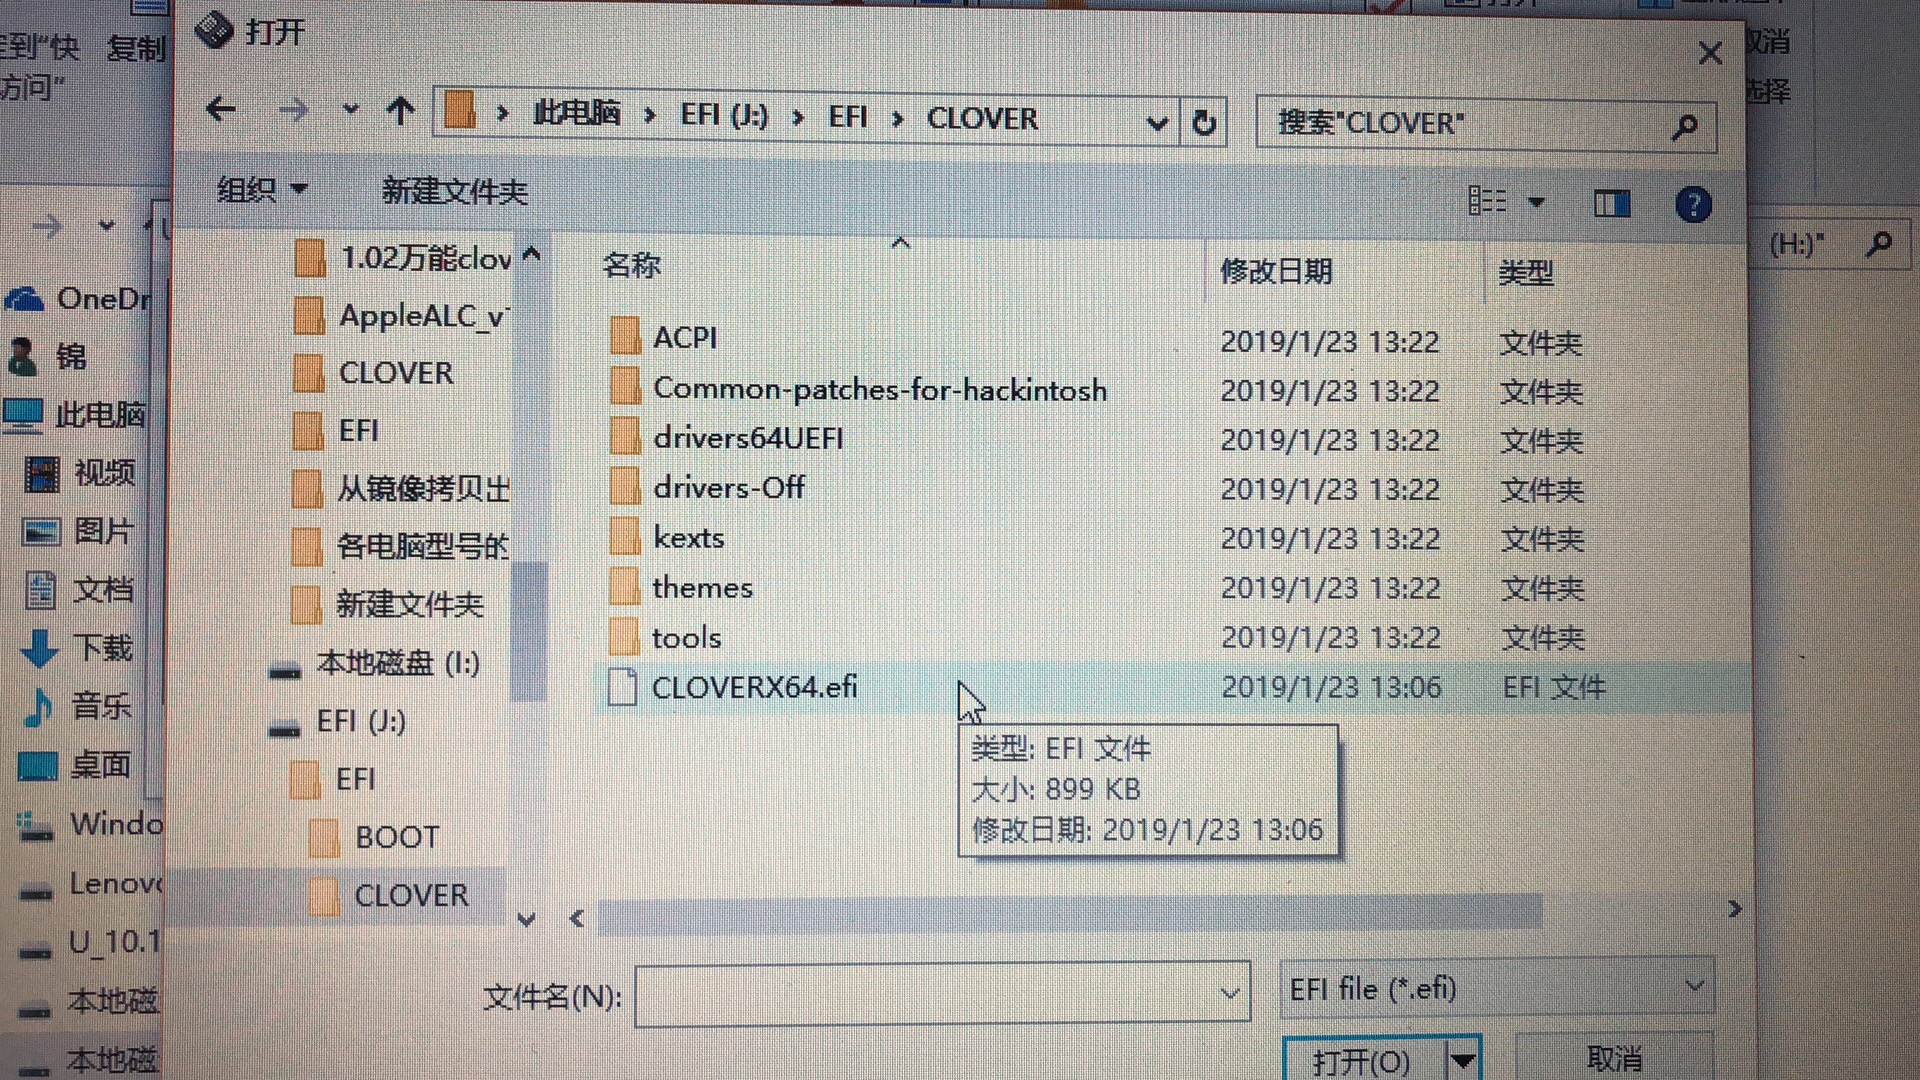 打开
到"快
访问"
复制
取消
选择
此电脑 › EFI (J:) › EFI › CLOVER
搜索"CLOVER"
组织
新建文件夹
(H:)"
OneDr
锦
此电脑
视频
图片
文档
下载
音乐
桌面
Windo
Lenovo
U_10.1
本地磁
本地磁
1.02万能clov
AppleALC_v
CLOVER
EFI
从镜像拷贝出
各电脑型号的
新建文件夹
本地磁盘 (I:)
EFI (J:)
EFI
BOOT
CLOVER
名称 修改日期 类型
ACPI 2019/1/23 13:22 文件夹
Common-patches-for-hackintosh 2019/1/23 13:22 文件夹
drivers64UEFI 2019/1/23 13:22 文件夹
drivers-Off 2019/1/23 13:22 文件夹
kexts 2019/1/23 13:22 文件夹
themes 2019/1/23 13:22 文件夹
tools 2019/1/23 13:22 文件夹
CLOVERX64.efi 2019/1/23 13:06 EFI 文件
类型: EFI 文件
大小: 899 KB
修改日期: 2019/1/23 13:06
文件名(N):
EFI file (*.efi)
打开(O)
取消